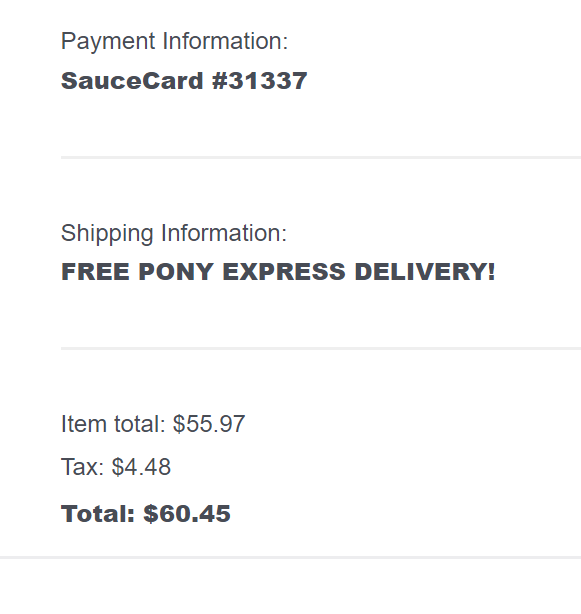 Payment Information:
SauceCard #31337
Shipping Information:
FREE PONY EXPRESS DELIVERY!
Item total: $55.97
Tax: $4.48
Total: $60.45